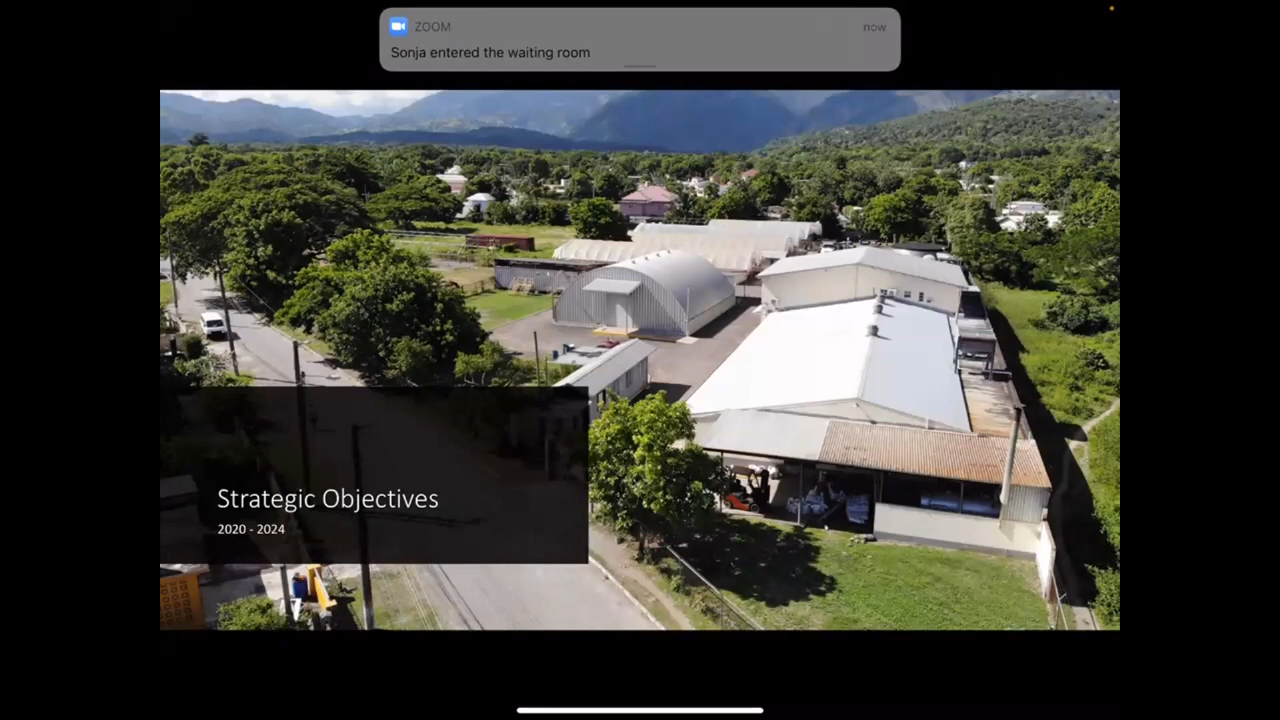 ZOOM
now
Sonja entered the waiting room
Strategic Objectives
2020 - 2024